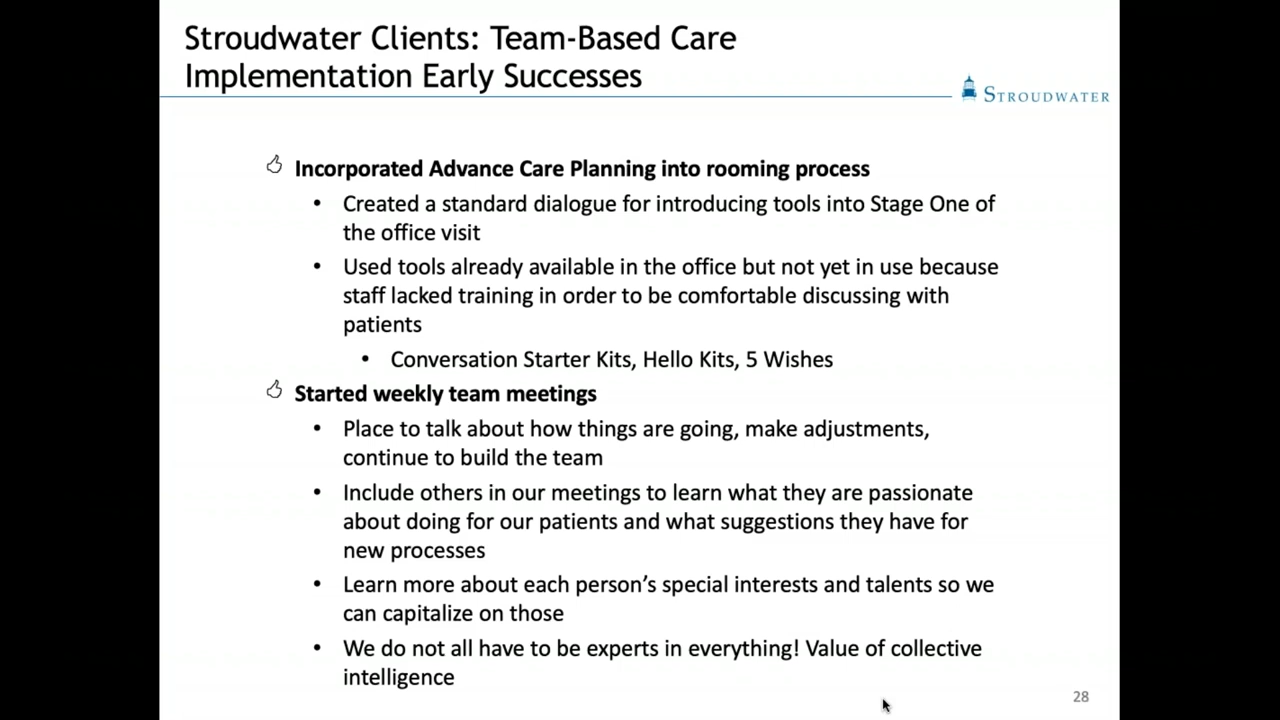 Stroudwater Clients: Team-Based Care
Implementation Early Successes
STROUDWATER
Incorporated Advance Care Planning into rooming process
• Created a standard dialogue for introducing tools into Stage One of
the office visit
• Used tools already available in the office but not yet in use because
staff lacked training in order to be comfortable discussing with
patients
• Conversation Starter Kits, Hello Kits, 5 Wishes
Started weekly team meetings
• Place to talk about how things are going, make adjustments,
continue to build the team
• Include others in our meetings to learn what they are passionate
about doing for our patients and what suggestions they have for
new processes
• Learn more about each person’s special interests and talents so we
can capitalize on those
• We do not all have to be experts in everything! Value of collective
intelligence
28